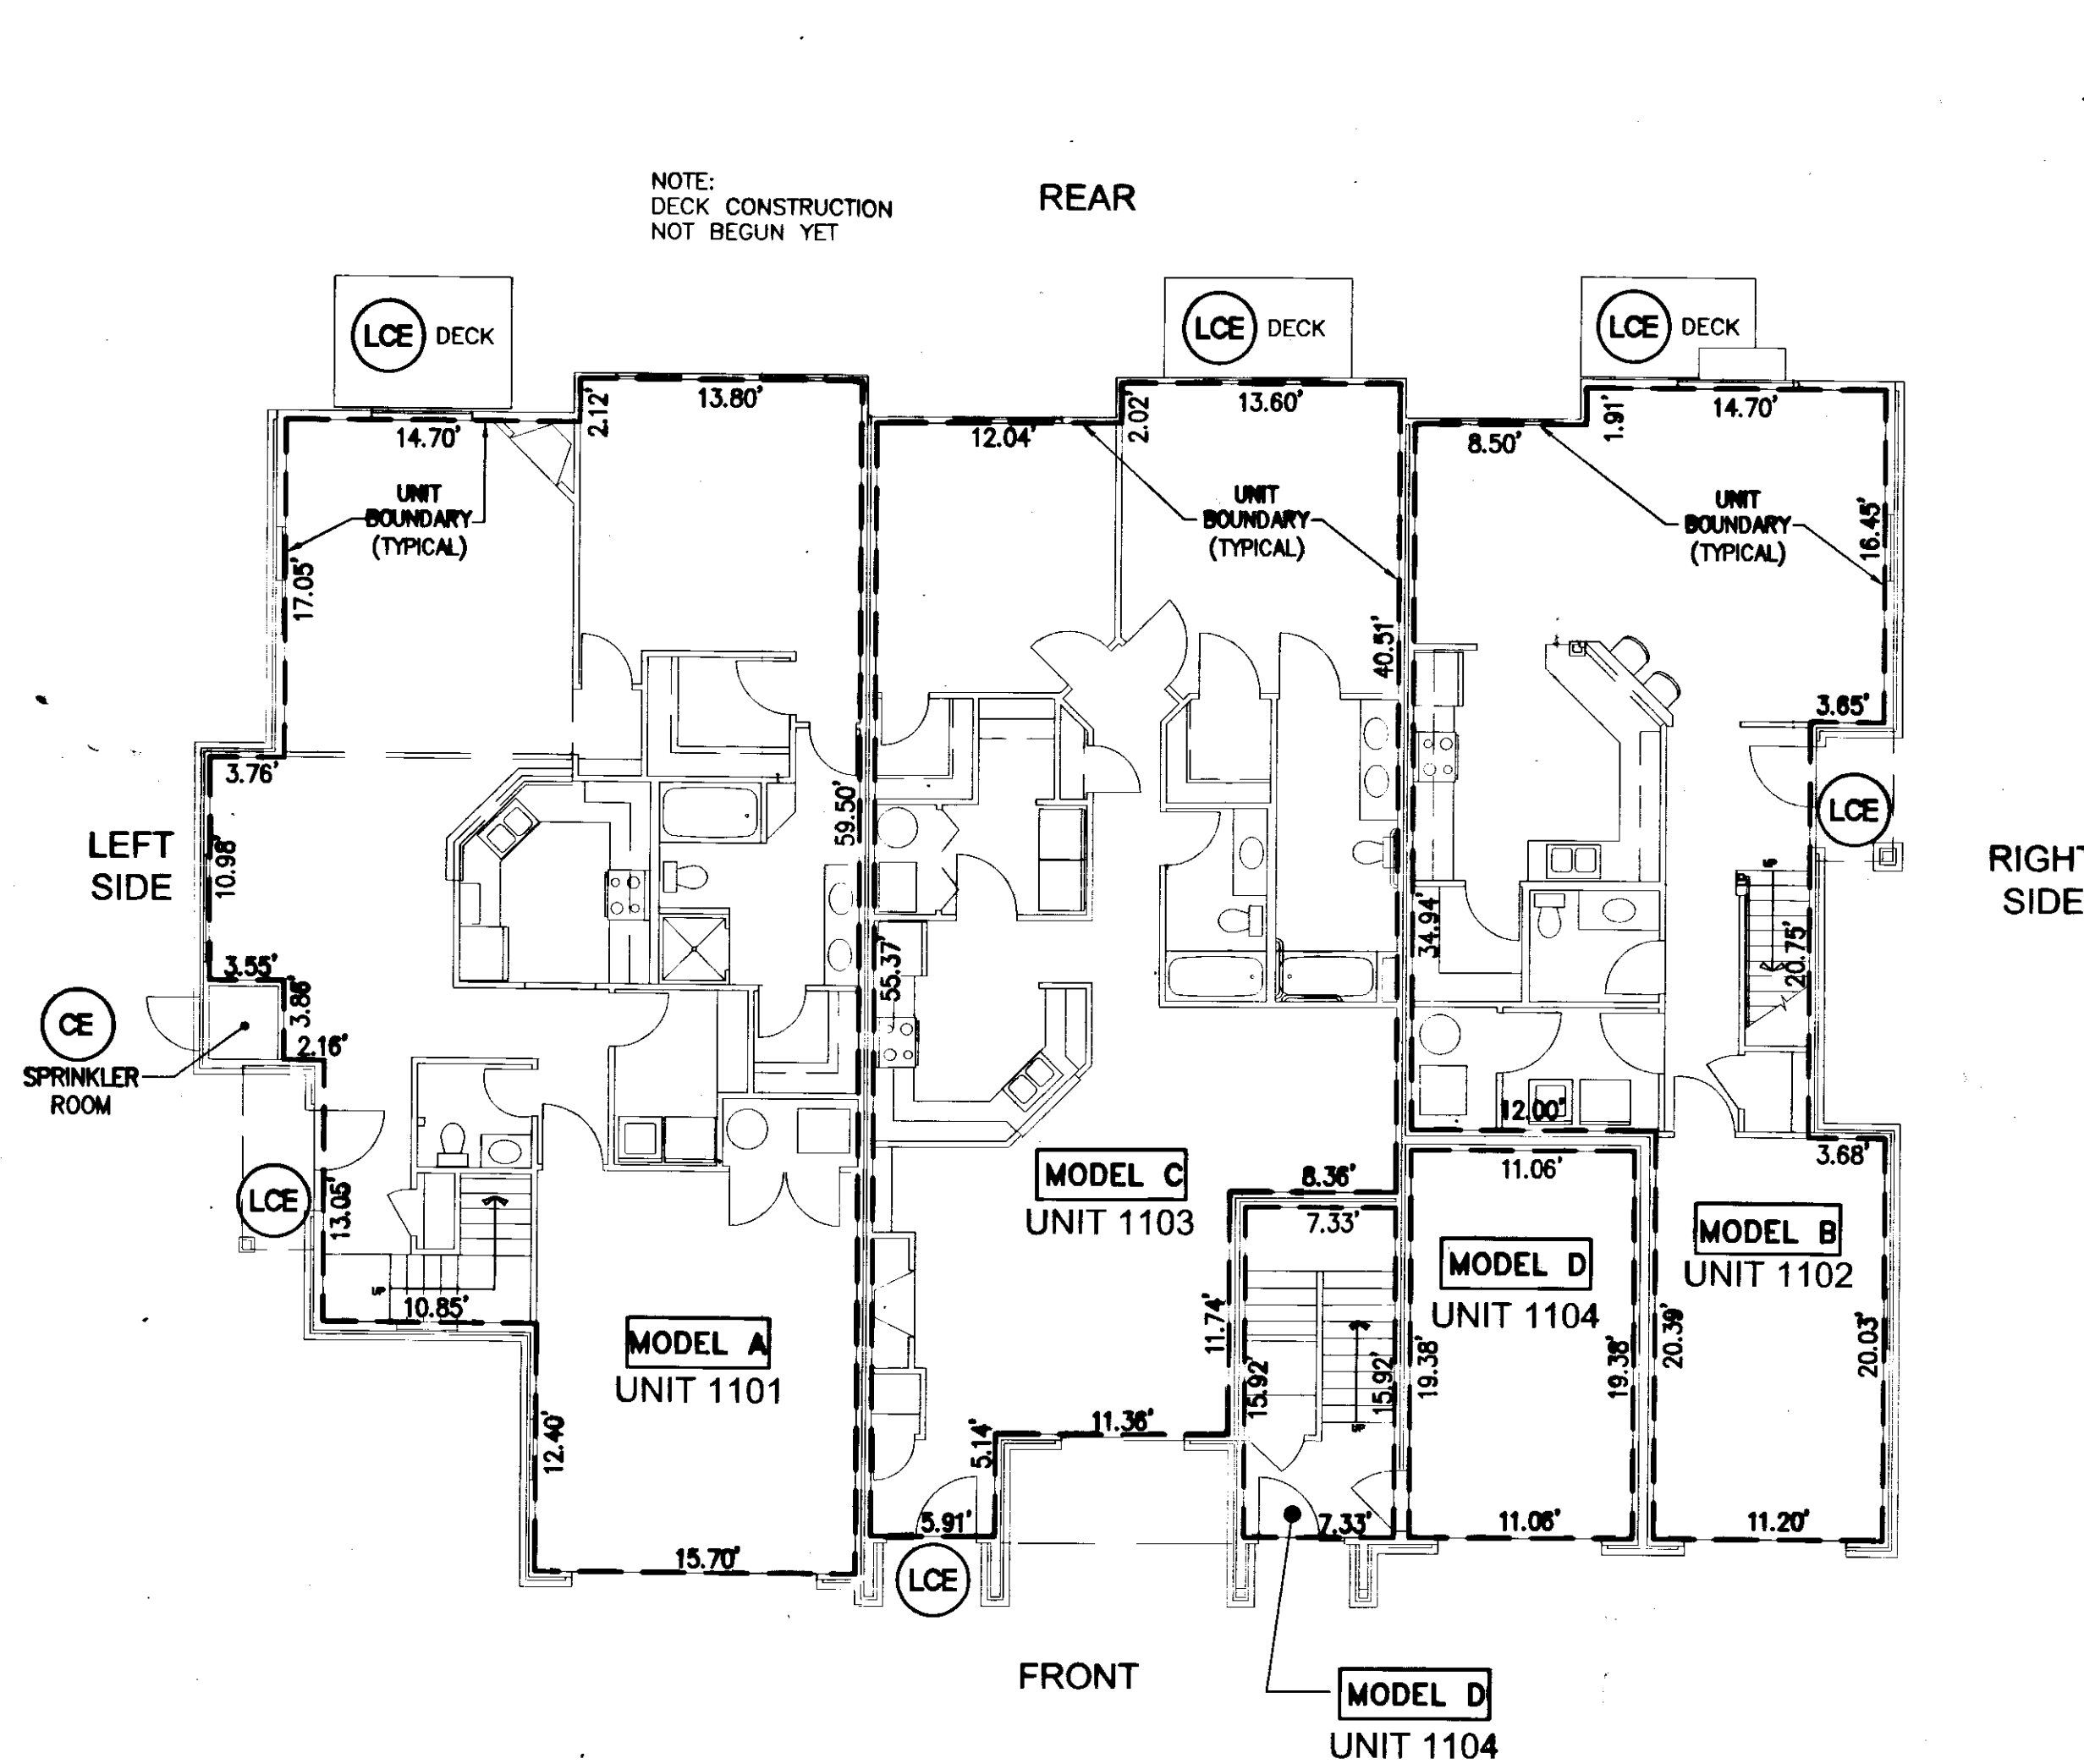 NOTE:
DECK CONSTRUCTION
NOT BEGUN YET
REAR
LCE DECK
LCE DECK
LCE DECK
14.70'
2.12'
13.80'
12.04'
2.02'
13.60'
8.50'
1.91'
14.70'
UNIT
BOUNDARY
(TYPICAL)
UNIT
BOUNDARY
(TYPICAL)
UNIT
BOUNDARY
(TYPICAL)
17.05'
40.51'
16.45'
3.65'
3.76'
59.50'
LCE
LEFT
SIDE
10.98'
RIGHT
SIDE
34.94'
20.75'
55.37'
3.55'
3.86'
CE
SPRINKLER
ROOM
2.16'
12.00'
3.68'
11.06'
MODEL C
UNIT 1103
8.36'
7.33'
LCE
13.05'
MODEL B
UNIT 1102
MODEL D
UNIT 1104
UP
10.85'
MODEL A
UNIT 1101
11.74'
15.92'
15.92'
19.38'
19.38'
20.39'
20.03'
12.40'
5.14'
11.36'
5.91'
7.33'
11.06'
11.20'
15.70'
LCE
FRONT
MODEL D
UNIT 1104